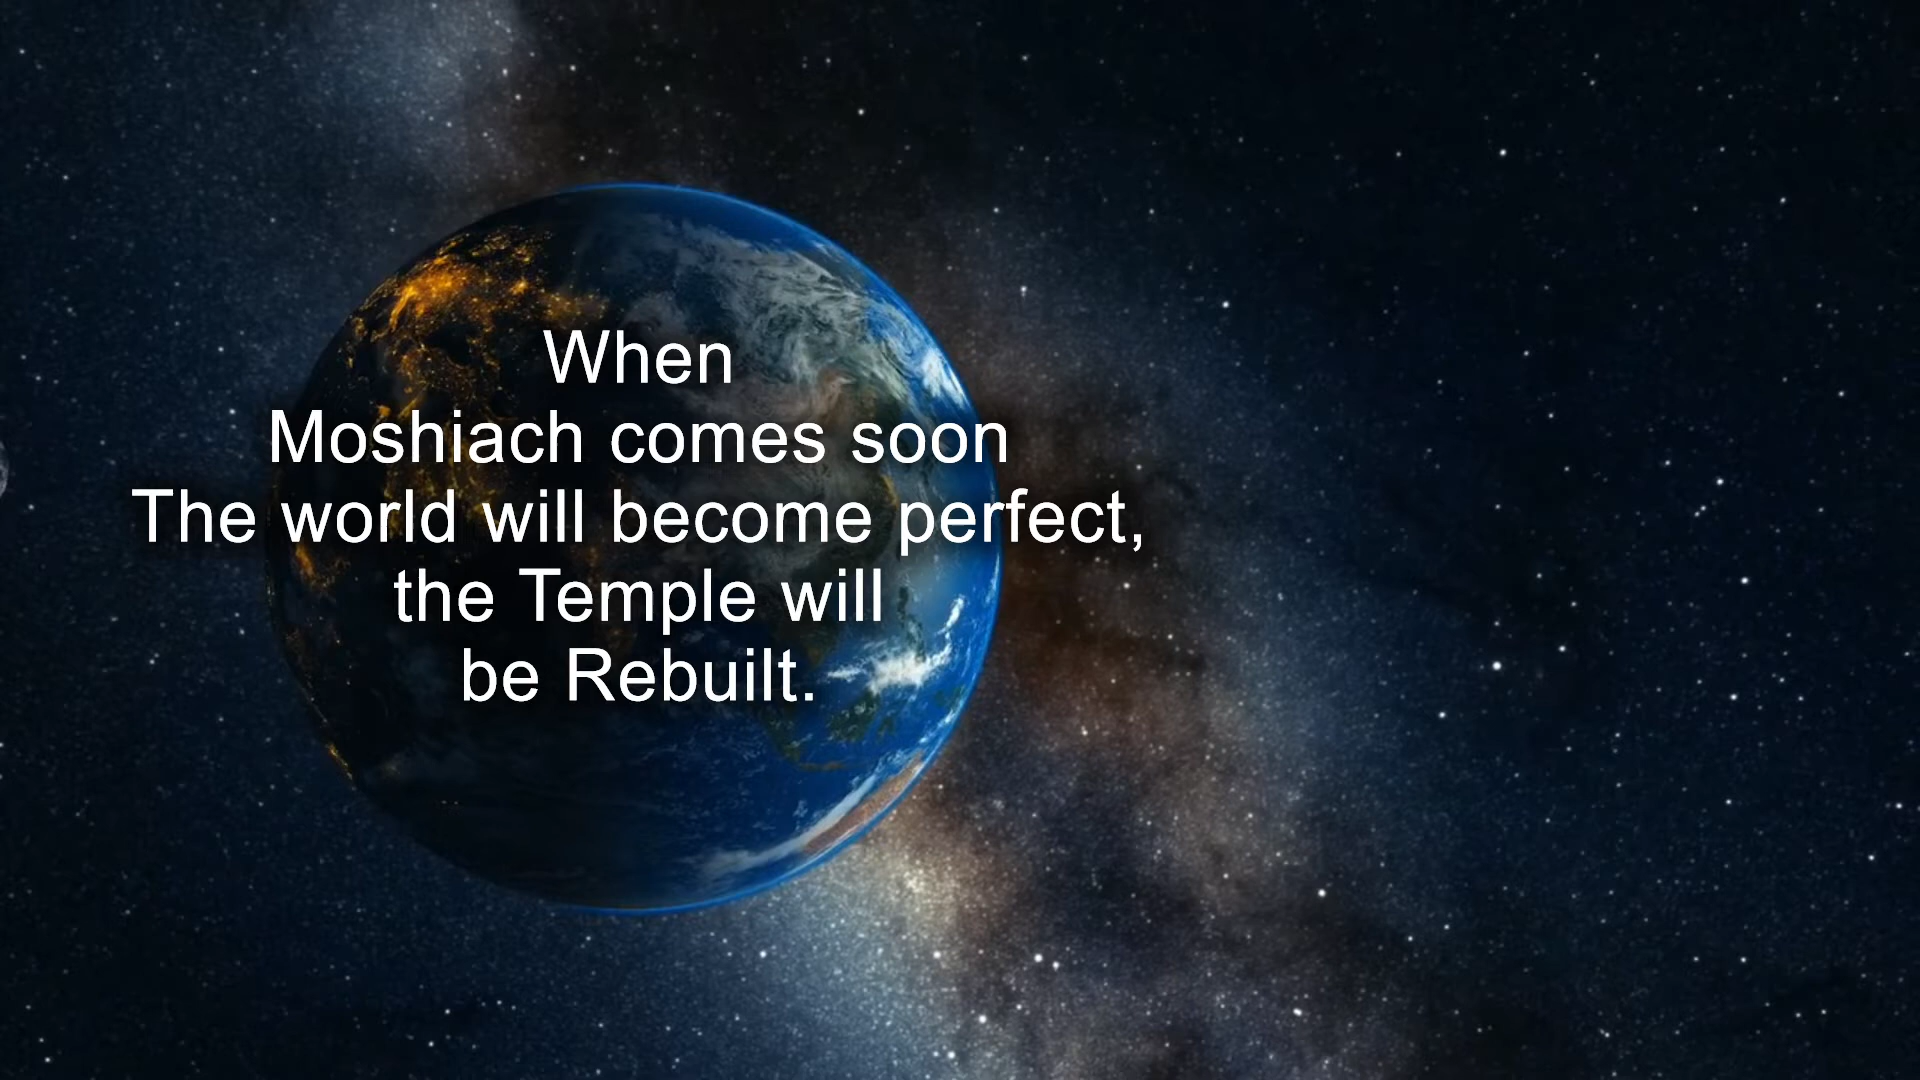 When
Moshiach comes soon
The world will become perfect,
the Temple will
be Rebuilt.